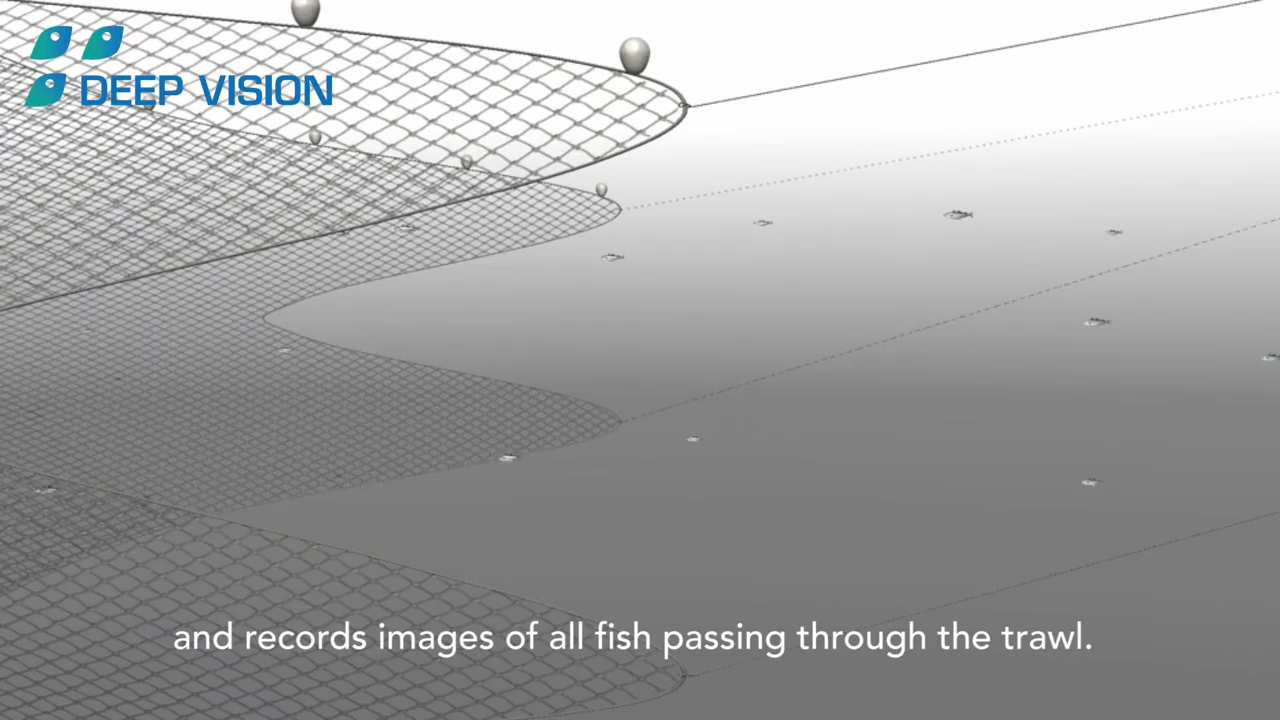 DEEP VISION
and records images of all fish passing through the trawl.